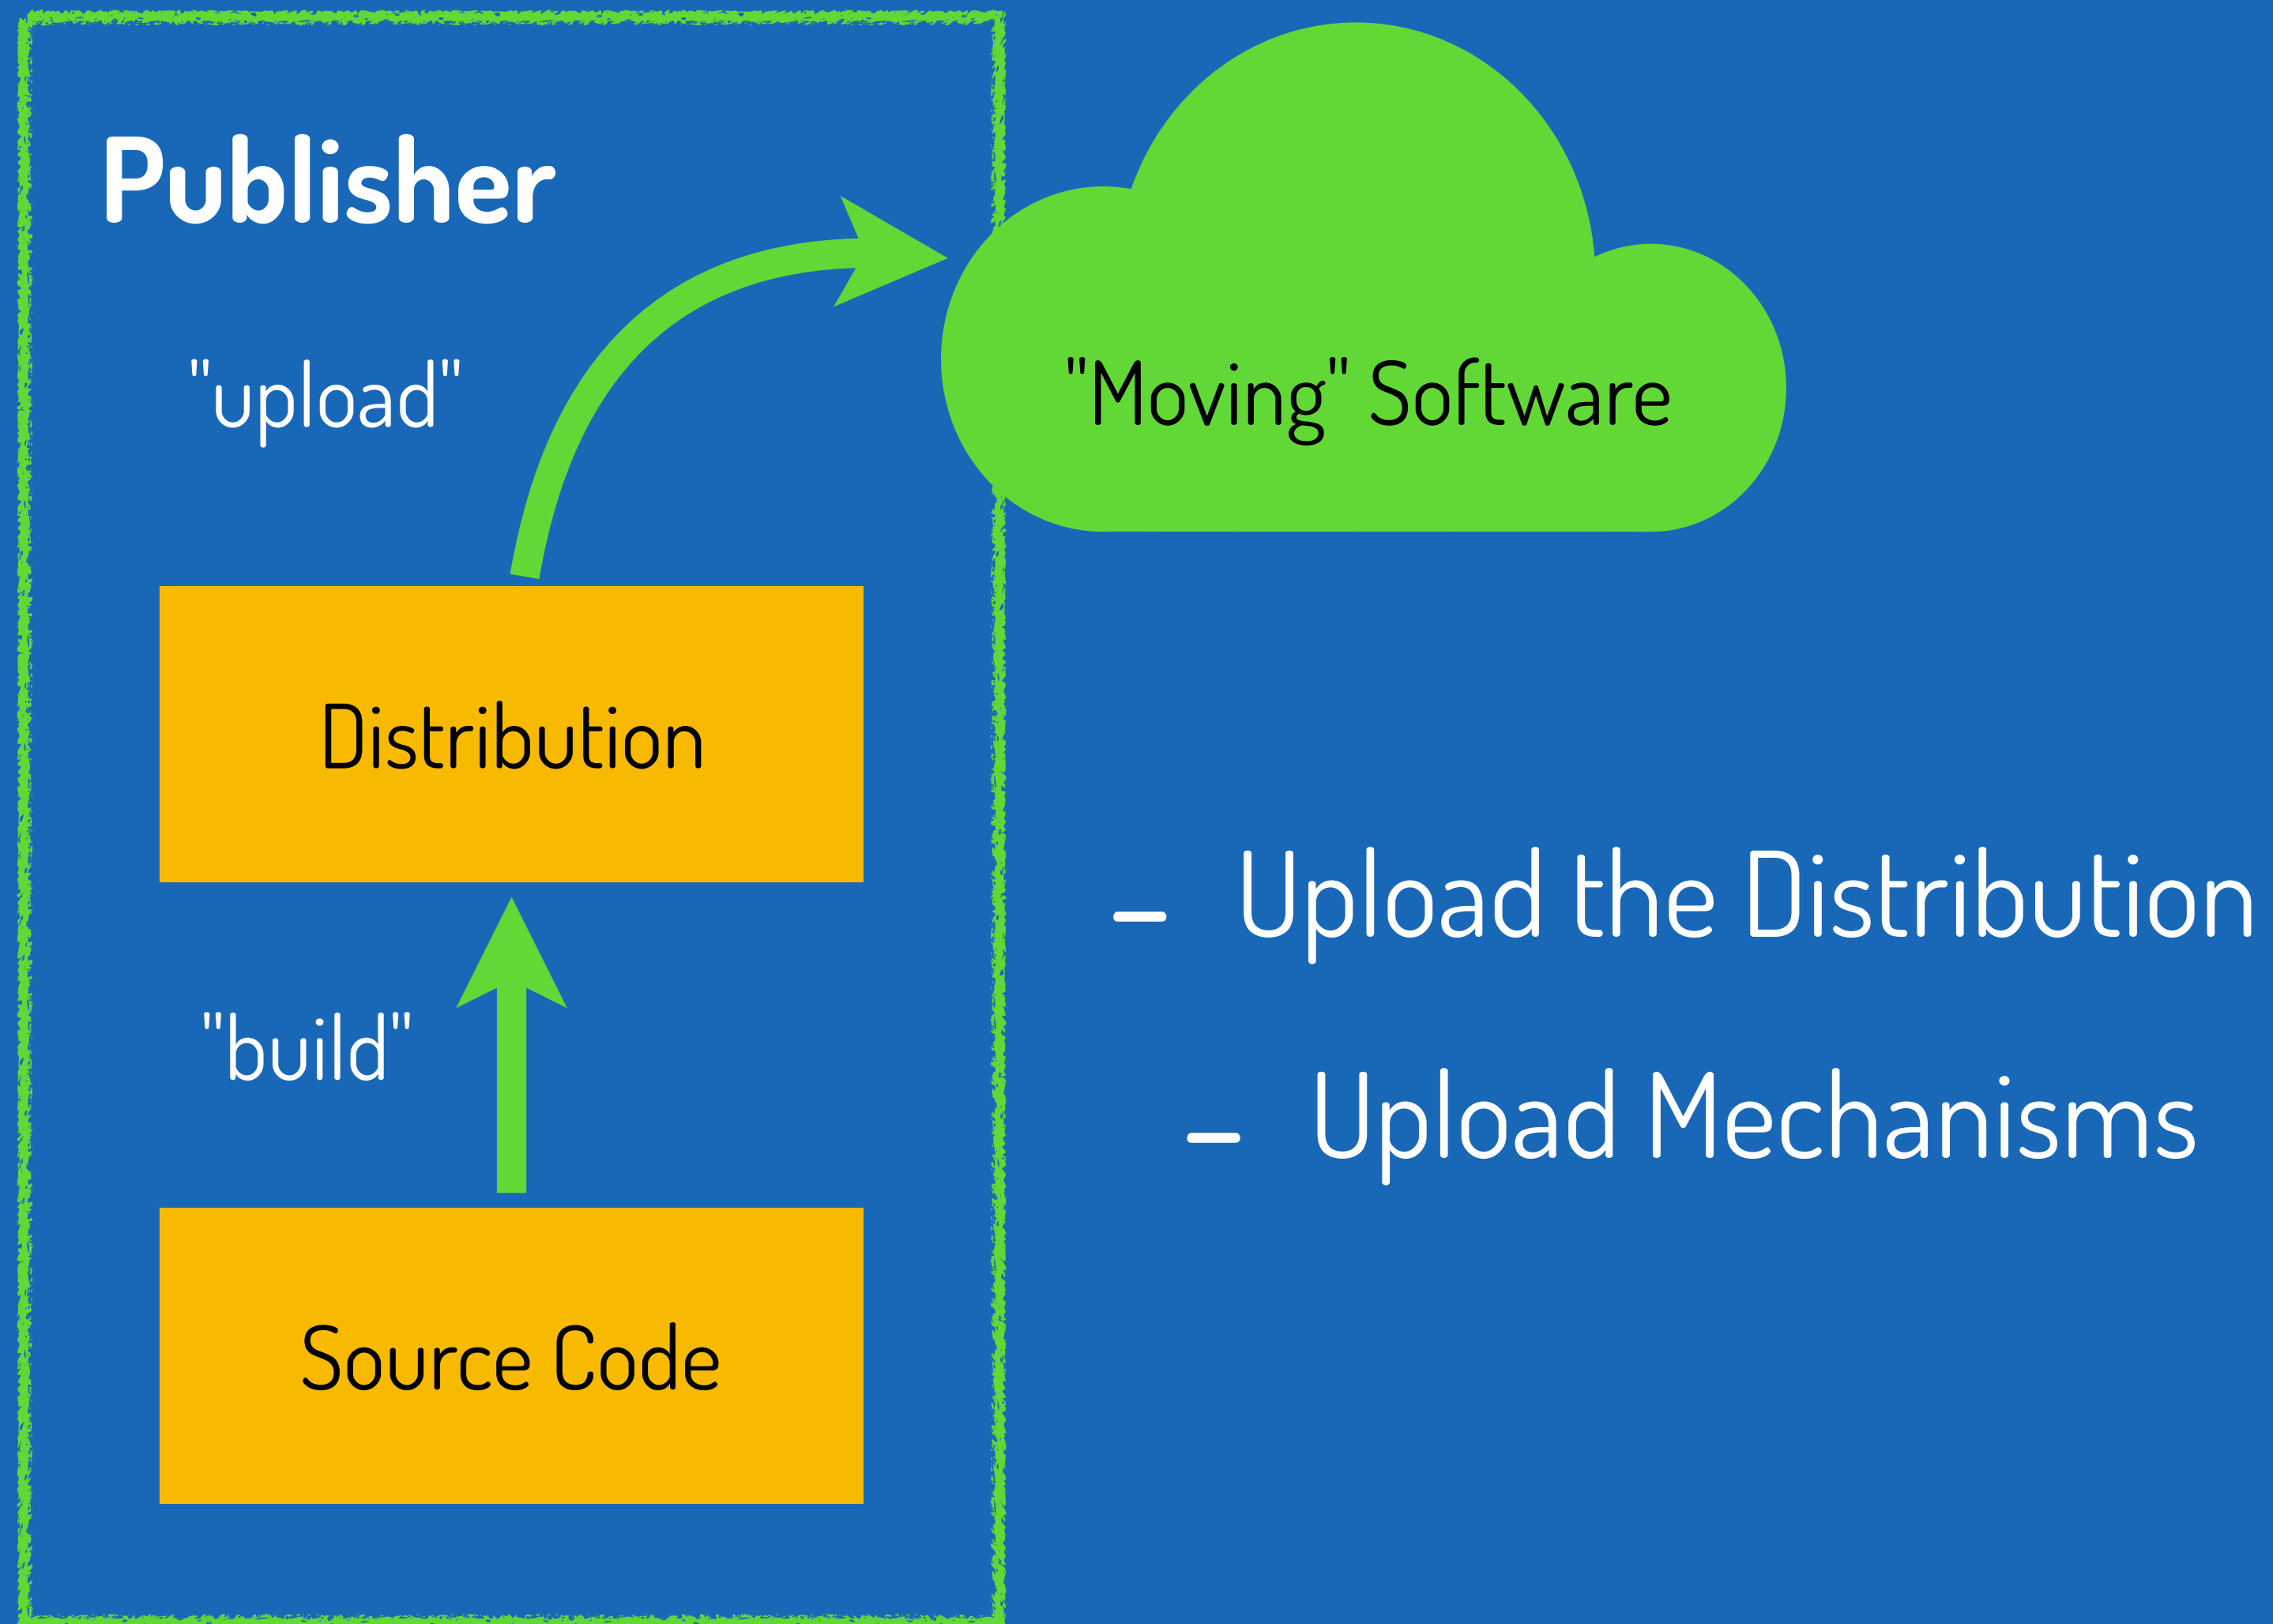 Publisher
"upload"
"Moving" Software
Distribution
"build"
Source Code
– Upload the Distribution
– Upload Mechanisms